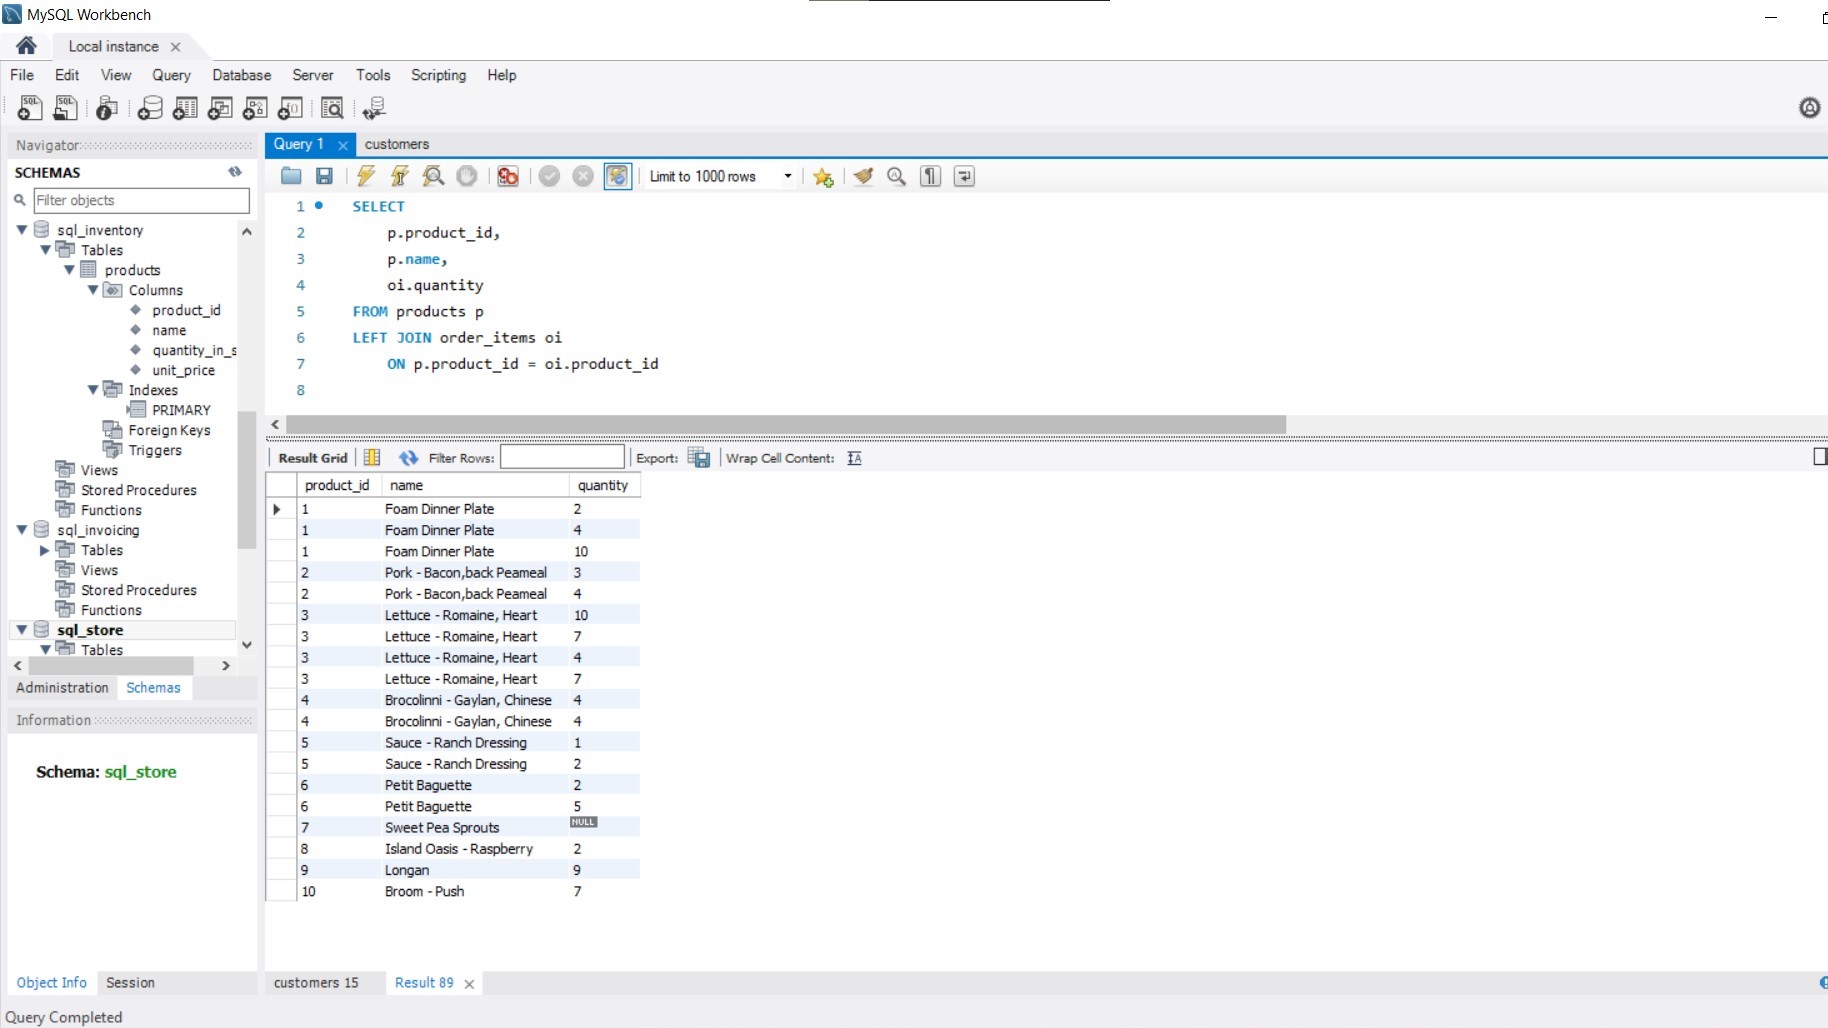 MySQL Workbench
Local instance
File Edit View Query Database Server Tools Scripting Help
Navigator
SCHEMAS
Filter objects
sql_inventory
Tables
products
Columns
product_id
name
quantity_in_s
unit_price
Indexes
PRIMARY
Foreign Keys
Triggers
Views
Stored Procedures
Functions
sql_invoicing
Tables
Views
Stored Procedures
Functions
sql_store
Tables
Administration Schemas
Information
Schema: sql_store
Object Info Session
Query Completed
Query 1 customers
Limit to 1000 rows
1 SELECT
2 p.product_id,
3 p.name,
4 oi.quantity
5 FROM products p
6 LEFT JOIN order_items oi
7 ON p.product_id = oi.product_id
8
Result Grid Filter Rows: Export: Wrap Cell Content: IA
product_id name quantity
1 Foam Dinner Plate 2
1 Foam Dinner Plate 4
1 Foam Dinner Plate 10
2 Pork - Bacon,back Peameal 3
2 Pork - Bacon,back Peameal 4
3 Lettuce - Romaine, Heart 10
3 Lettuce - Romaine, Heart 7
3 Lettuce - Romaine, Heart 4
3 Lettuce - Romaine, Heart 7
4 Brocolinni - Gaylan, Chinese 4
4 Brocolinni - Gaylan, Chinese 4
5 Sauce - Ranch Dressing 1
5 Sauce - Ranch Dressing 2
6 Petit Baguette 2
6 Petit Baguette 5
7 Sweet Pea Sprouts NULL
8 Island Oasis - Raspberry 2
9 Longan 9
10 Broom - Push 7
customers 15 Result 89